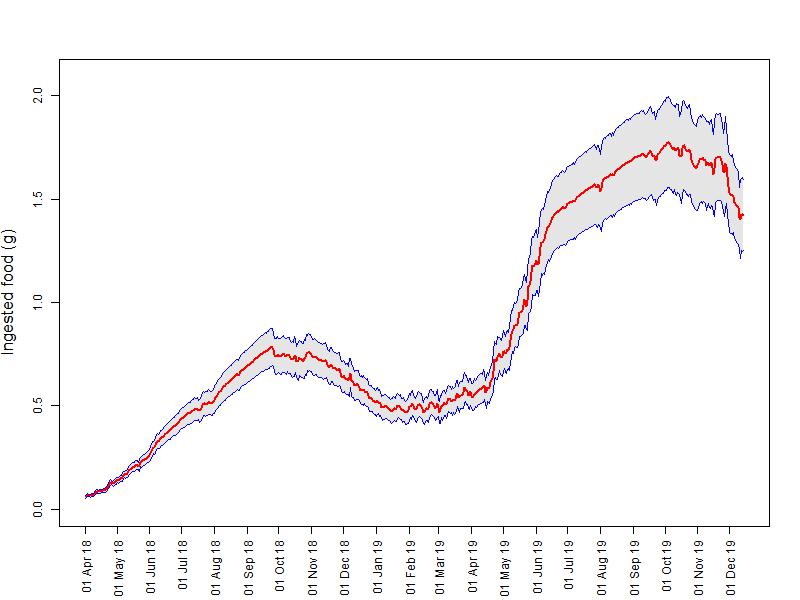 Ingested food (g)
2.0
1.5
1.0
0.5
0.0
01 Apr 18
01 May 18
01 Jun 18
01 Jul 18
01 Aug 18
01 Sep 18
01 Oct 18
01 Nov 18
01 Dec 18
01 Jan 19
01 Feb 19
01 Mar 19
01 Apr 19
01 May 19
01 Jun 19
01 Jul 19
01 Aug 19
01 Sep 19
01 Oct 19
01 Nov 19
01 Dec 19